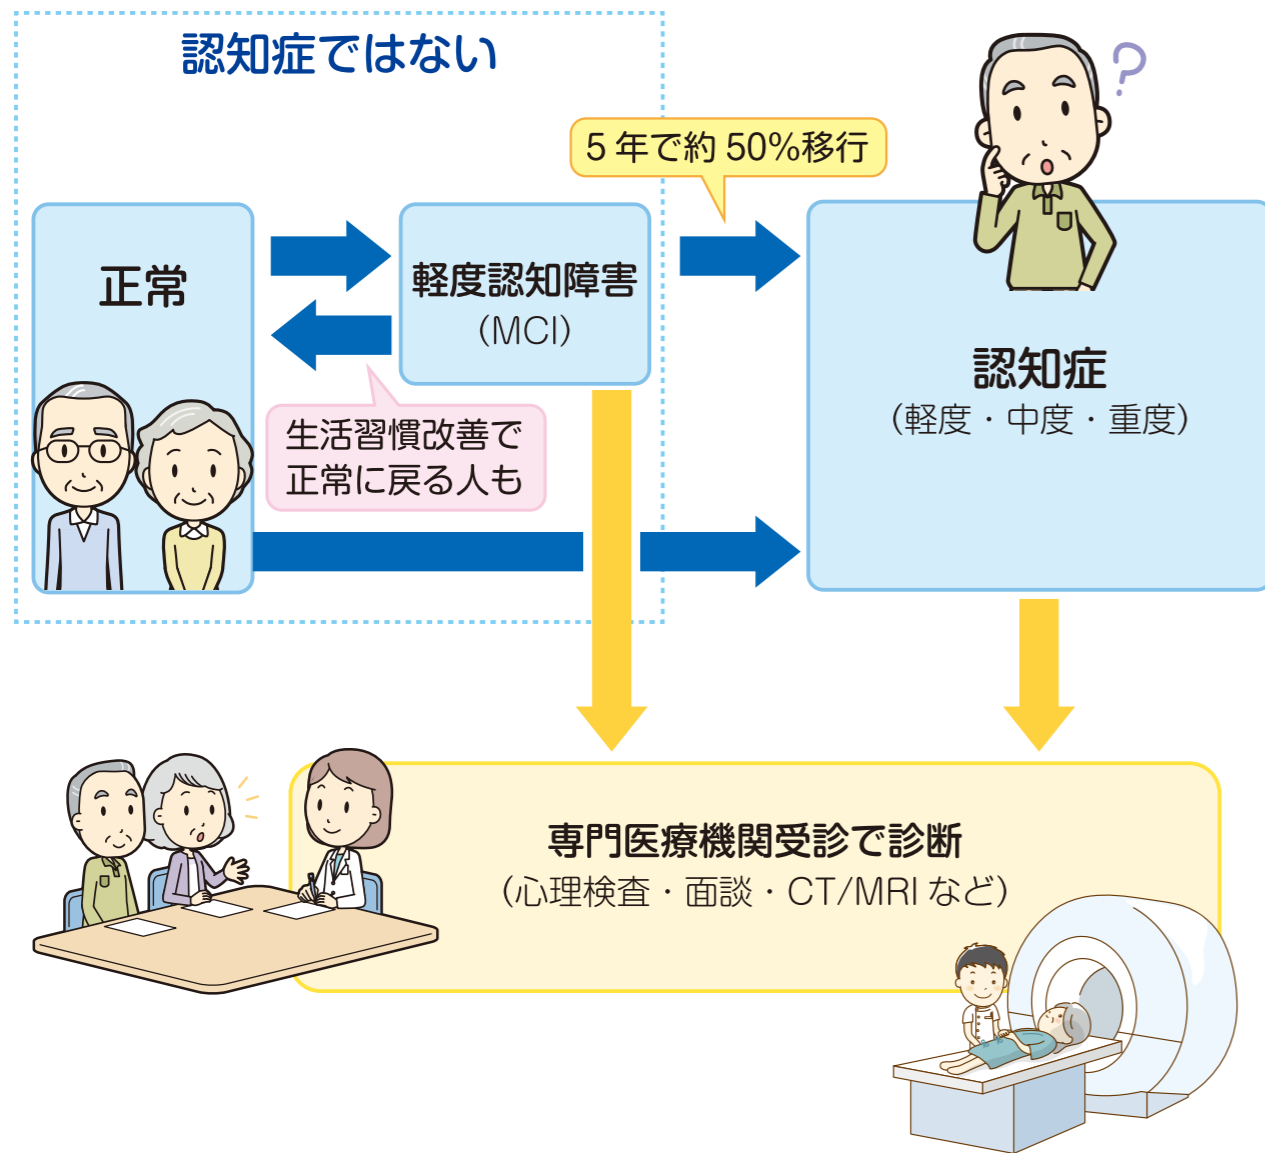 認知症ではない
5年で約50%移行
正常
軽度認知障害
(MCI)
生活習慣改善で
正常に戻る人も
?
認知症
(軽度・中度・重度)
専門医療機関受診で診断
(心理検査・面談・CT/MRIなど)